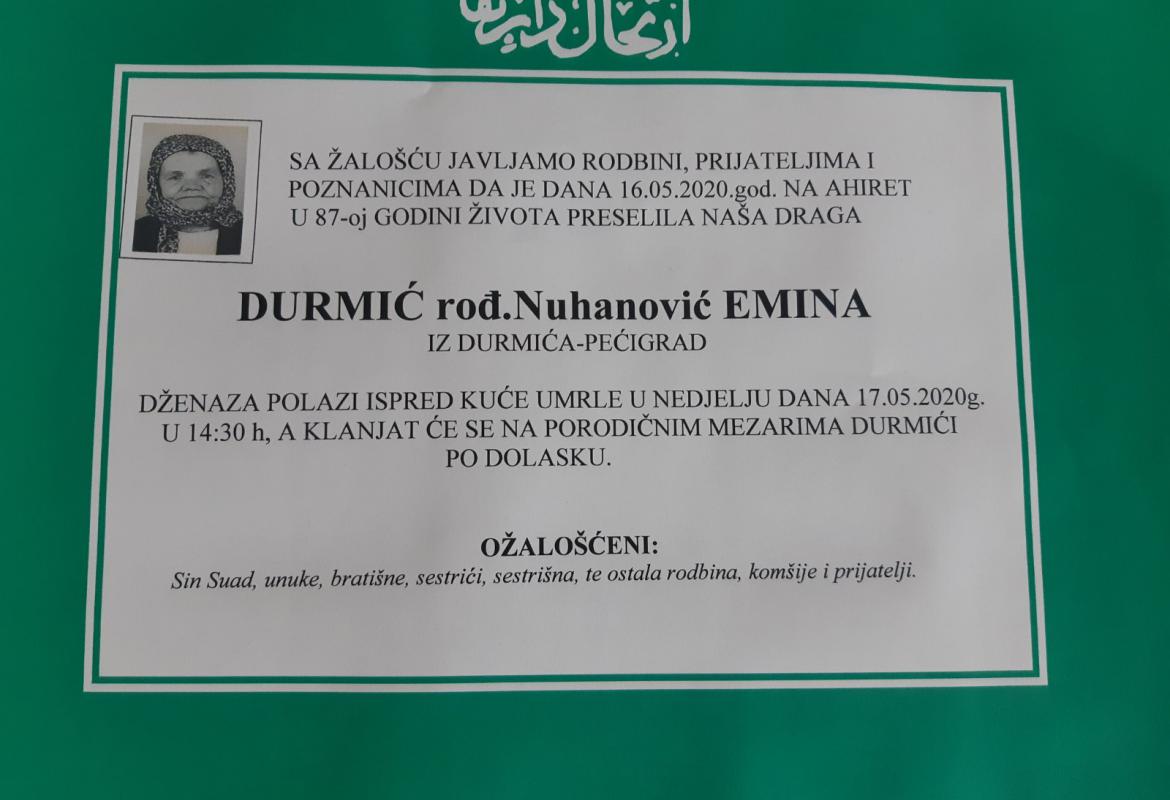 SA ŽALOŠĆU JAVLJAMO RODBINI, PRIJATELJIMA I
POZNANICIMA DA JE DANA 16.05.2020.god. NA AHIRET
U 87-oj GODINI ŽIVOTA PRESELILA NAŠA DRAGA
DURMIĆ rođ.Nuhanović EMINA
IZ DURMIĆA-PEĆIGRAD
DŽENAZA POLAZI ISPRED KUĆE UMRLE U NEDJELJU DANA 17.05.2020g.
U 14:30 h, A KLANJAT ĆE SE NA PORODIČNIM MEZARIMA DURMIĆI
PO DOLASKU.
OŽALOŠĆENI:
Sin Suad, unuke, bratišne, sestrići, sestrišna, te ostala rodbina, komšije i prijatelji.